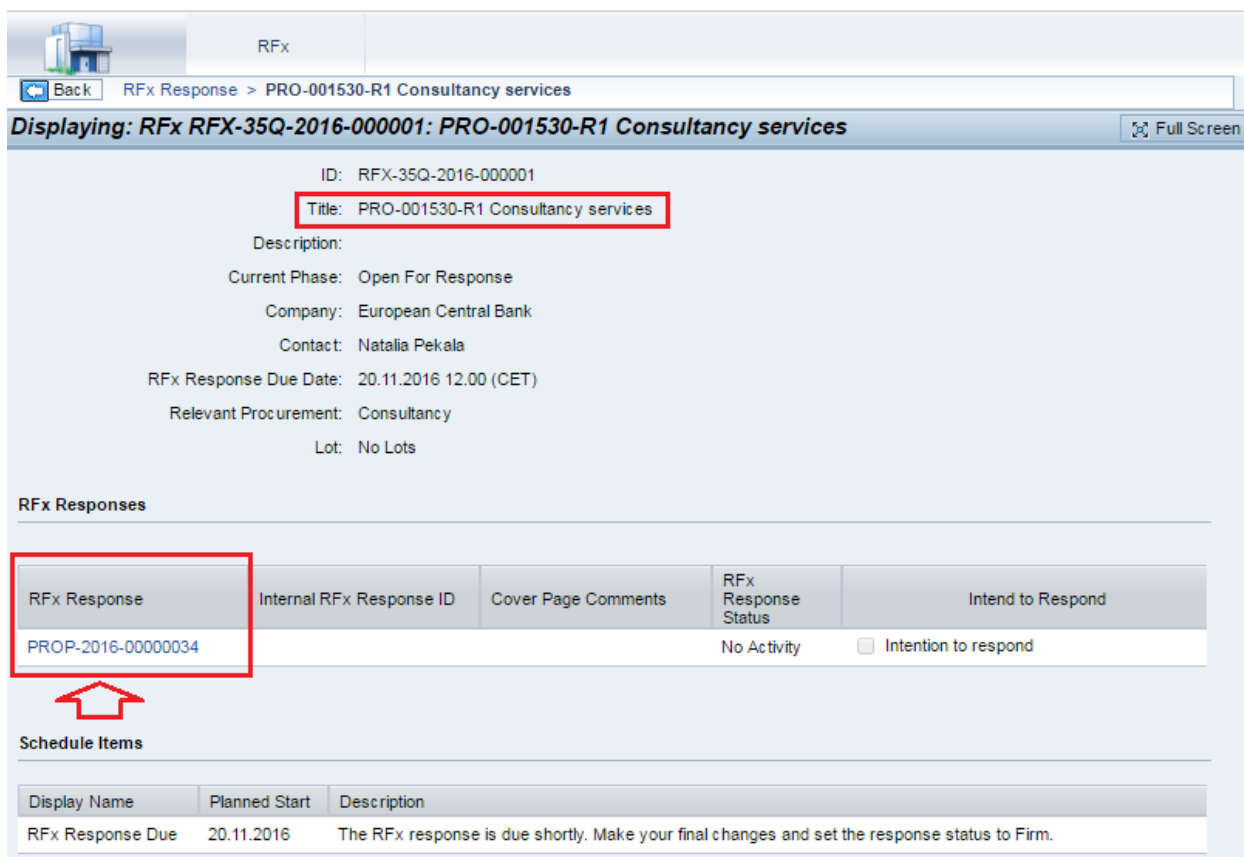 RFx
Back RFx Response > PRO-001530-R1 Consultancy services
Displaying: RFx RFX-35Q-2016-000001: PRO-001530-R1 Consultancy services Full Screen
ID: RFX-35Q-2016-000001
Title: PRO-001530-R1 Consultancy services
Description:
Current Phase: Open For Response
Company: European Central Bank
Contact: Natalia Pekala
RFx Response Due Date: 20.11.2016 12.00 (CET)
Relevant Procurement: Consultancy
Lot: No Lots
RFx Responses
RFx Response Internal RFx Response ID Cover Page Comments RFx Response Status Intend to Respond
PROP-2016-00000034 No Activity Intention to respond
Schedule Items
Display Name Planned Start Description
RFx Response Due 20.11.2016 The RFx response is due shortly. Make your final changes and set the response status to Firm.